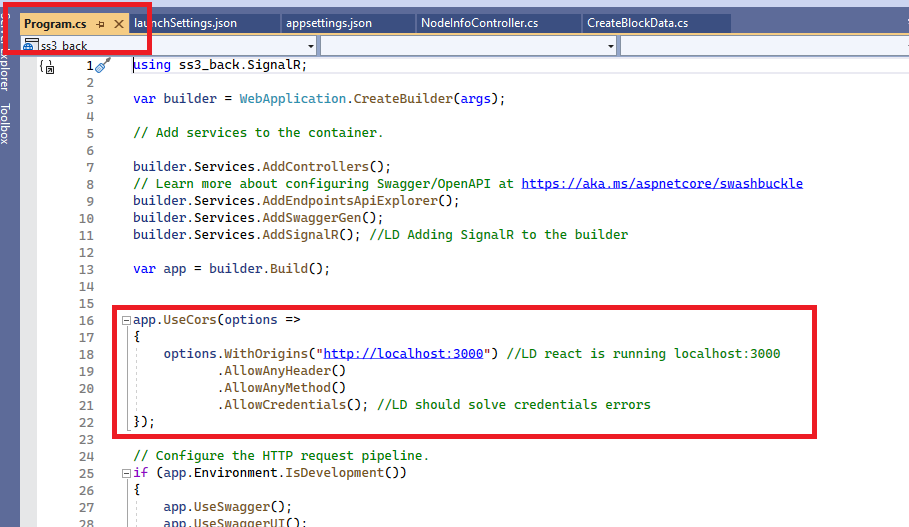 Program.cs launchSettings.json appsettings.json NodeInfoController.cs CreateBlockData.cs
ss3_back
Explorer
Toolbox
1 using ss3_back.SignalR;
2
3 var builder = WebApplication.CreateBuilder(args);
4
5 // Add services to the container.
6
7 builder.Services.AddControllers();
8 // Learn more about configuring Swagger/OpenAPI at https://aka.ms/aspnetcore/swashbuckle
9 builder.Services.AddEndpointsApiExplorer();
10 builder.Services.AddSwaggerGen();
11 builder.Services.AddSignalR(); //LD Adding SignalR to the builder
12
13 var app = builder.Build();
14
15
16 app.UseCors(options =>
17 {
18 options.WithOrigins("http://localhost:3000") //LD react is running localhost:3000
19 .AllowAnyHeader()
20 .AllowAnyMethod()
21 .AllowCredentials(); //LD should solve credentials errors
22 });
23
24 // Configure the HTTP request pipeline.
25 if (app.Environment.IsDevelopment())
26 {
27 app.UseSwagger();
28 app.UseSwaggerUI();